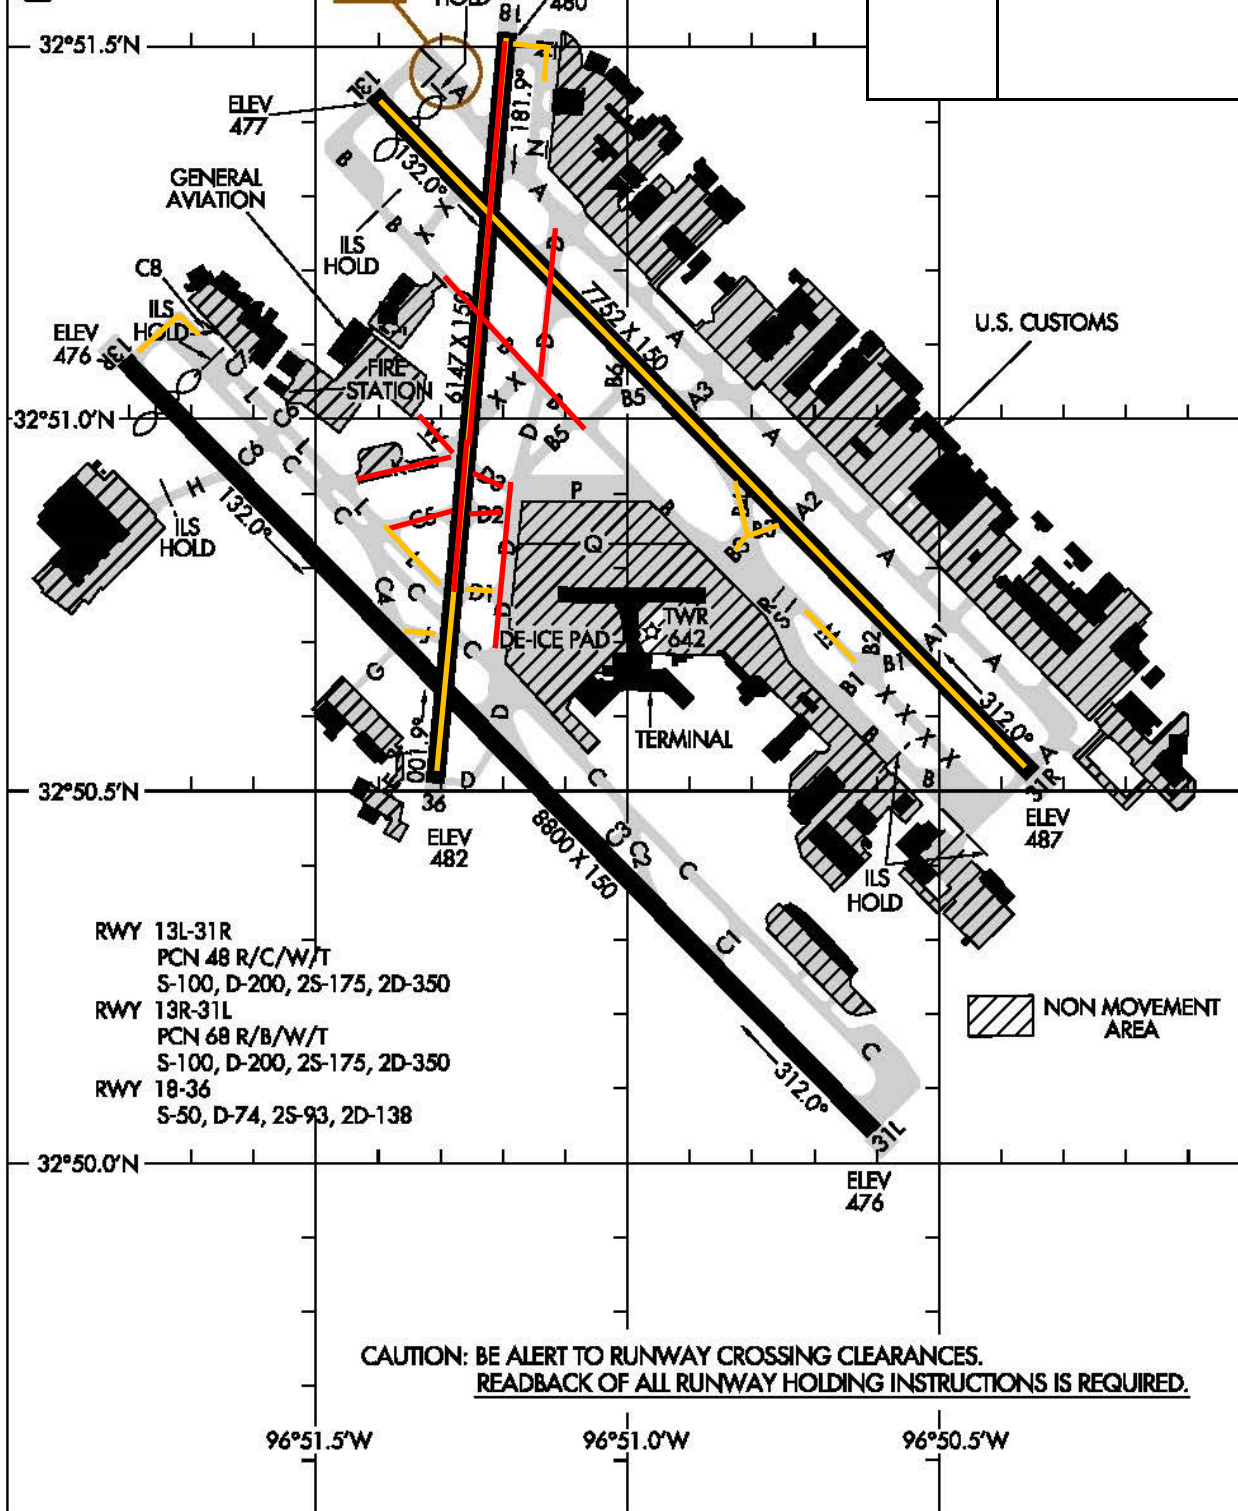 HOLD
480
18
32°51.5'N
13L
ELEV
477
A
181.9°
N
132.0°
X
X
B
B
A
GENERAL
AVIATION
ILS
HOLD
D
C8
ILS
HOLD
ELEV
476
13R
C7
7752 X 150
A
U.S. CUSTOMS
6147 X 150
B
D
FIRE
STATION
X X
B6
B5
A3
32°51.0'N
L
C6
L
C
C6
B
D
B5
A
W
K
H
132.0°
ILS
HOLD
D3
P
B
A2
L
C
C5
D2
D
Q
B3
B3
A
L
C
C4
D1
D
DE-ICE PAD
TWR
642
S R
M
B2
B1
A1
A
L
C
G
B1
X X X X
312.0°
A
D
TERMINAL
001.9°
C
B
B
31R
D
32°50.5'N
36
ELEV
482
ELEV
487
8800 X 150
C3
C2
C
ILS
HOLD
C1
RWY 13L-31R
PCN 48 R/C/W/T
S-100, D-200, 2S-175, 2D-350
RWY 13R-31L
PCN 68 R/B/W/T
S-100, D-200, 2S-175, 2D-350
RWY 18-36
S-50, D-74, 2S-93, 2D-138
NON MOVEMENT
AREA
C
312.0°
31L
32°50.0'N
ELEV
476
CAUTION: BE ALERT TO RUNWAY CROSSING CLEARANCES.
READBACK OF ALL RUNWAY HOLDING INSTRUCTIONS IS REQUIRED.
96°51.5'W
96°51.0'W
96°50.5'W